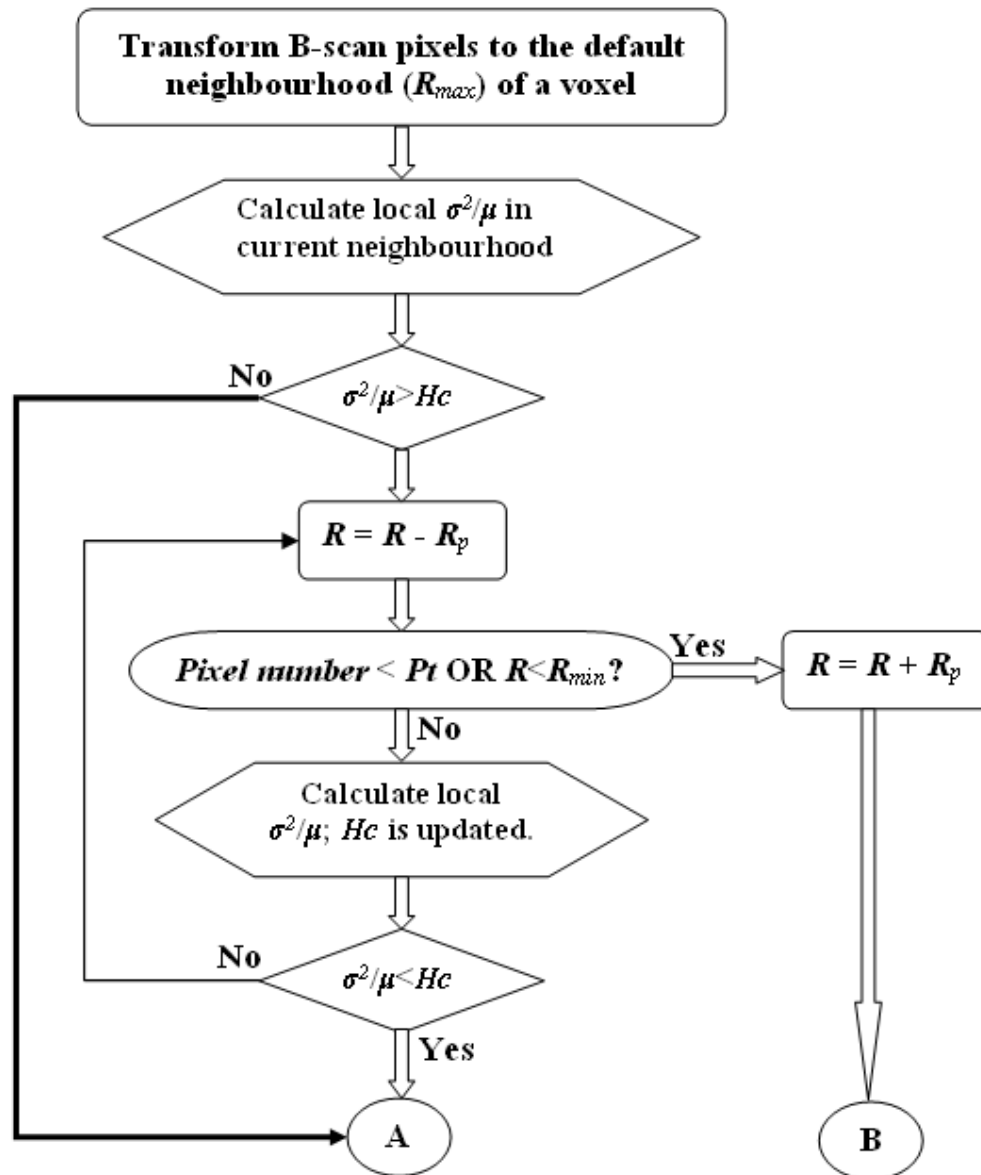 Transform B-scan pixels to the default
neighbourhood (Rmax) of a voxel
Calculate local σ²/μ in
current neighbourhood
No
σ²/μ>Hc
R = R - Rp
Pixel number < Pt OR R<Rmin?
Yes
R = R + Rp
No
Calculate local
σ²/μ; Hc is updated.
No
σ²/μ<Hc
Yes
A
B